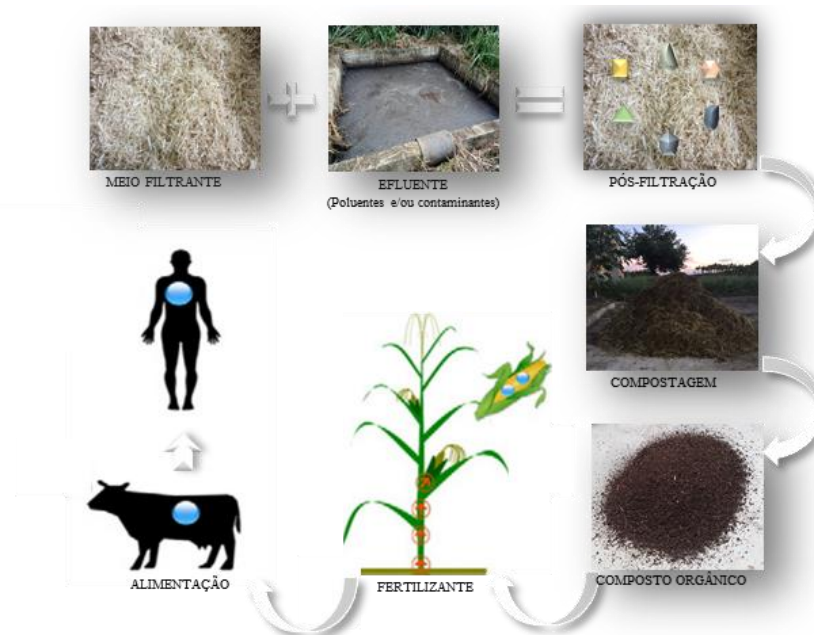 MEIO FILTRANTE
EFLUENTE
(Poluentes e/ou contaminantes)
PÓS-FILTRAÇÃO
COMPOSTAGEM
COMPOSTO ORGÂNICO
FERTILIZANTE
ALIMENTAÇÃO